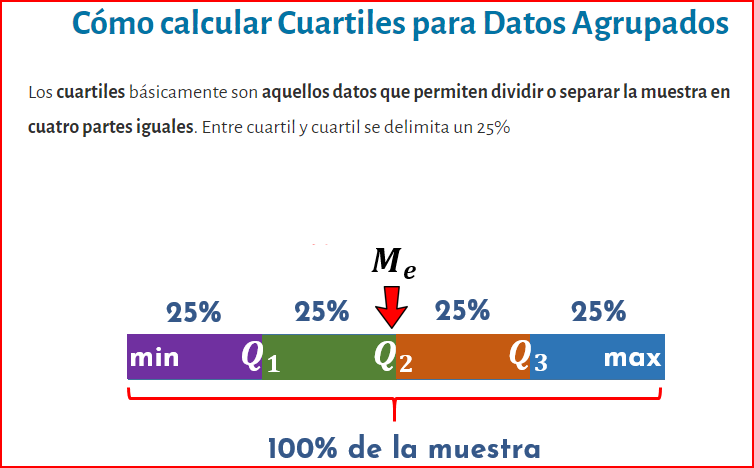 Cómo calcular Cuartiles para Datos Agrupados
Los cuartiles básicamente son aquellos datos que permiten dividir o separar la muestra en
cuatro partes iguales. Entre cuartil y cuartil se delimita un 25%
Me
25% 25% 25% 25%
min Q1 Q2 Q3 max
100% de la muestra